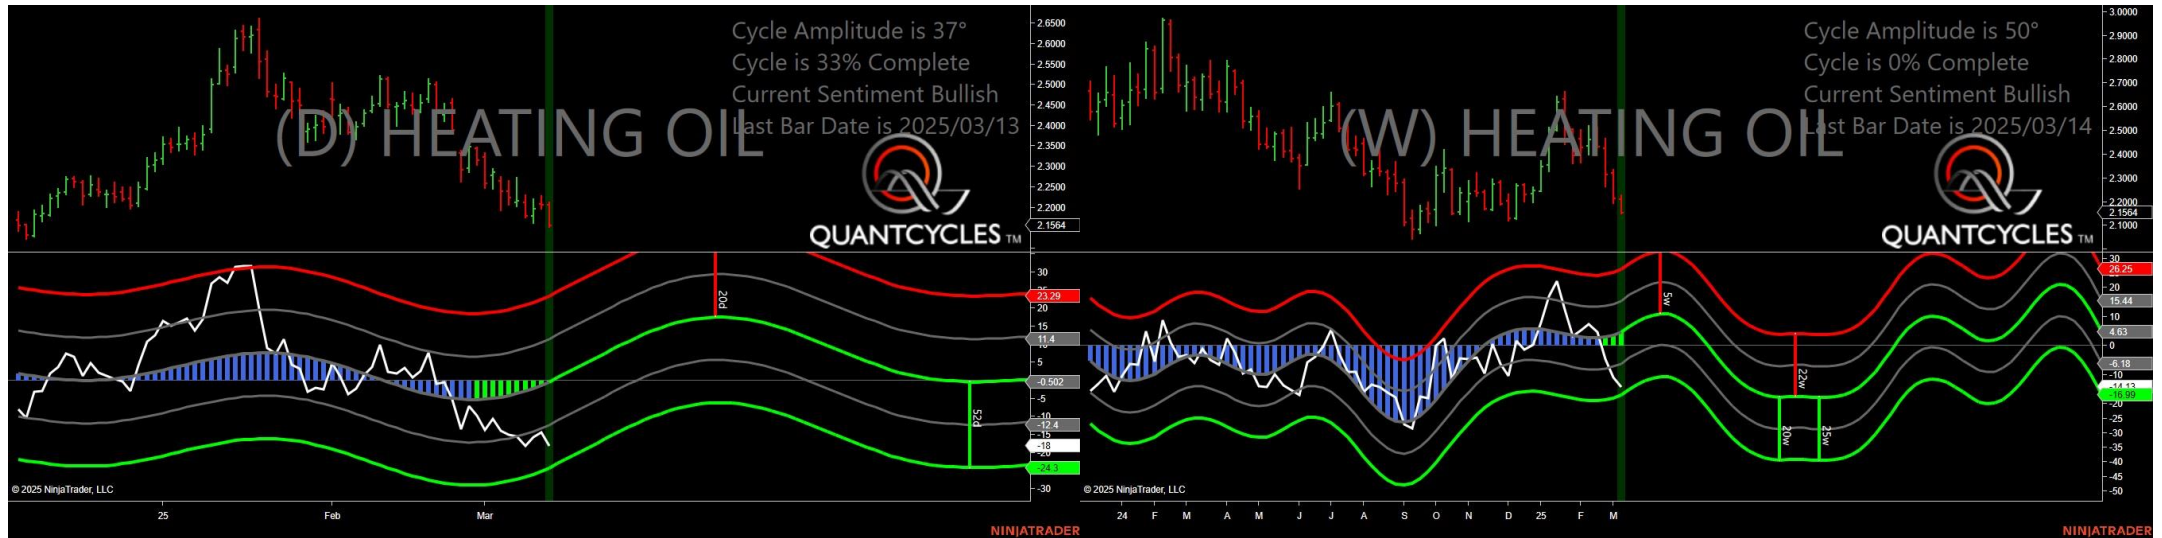 Cycle Amplitude is 37°
Cycle is 33% Complete
Current Sentiment Bullish
Last Bar Date is 2025/03/13
(D) HEATING OIL
QUANTCYCLES TM
2.6500
2.6000
2.5500
2.5000
2.4500
2.4000
2.3500
2.3000
2.2500
2.2000
2.1564
30
23.29
20
15
11.4
5
-0.502
-5
-10
-12.4
-15
-18
-24.3
-30
20d
52d
© 2025 NinjaTrader, LLC
25
Feb
Mar
NINJATRADER
Cycle Amplitude is 50°
Cycle is 0% Complete
Current Sentiment Bullish
Last Bar Date is 2025/03/14
(W) HEATING OIL
QUANTCYCLES TM
3.0000
2.9000
2.8000
2.7000
2.6000
2.5000
2.4000
2.3000
2.2000
2.1564
2.1000
30
26.25
20
15.44
10
4.63
0
-6.18
-10
-14.13
-16.99
-20
-25
-30
-35
-40
-45
-50
5w
22w
20w
25w
© 2025 NinjaTrader, LLC
24 F M A M J J A S O N D 25 F M
NINJATRADER